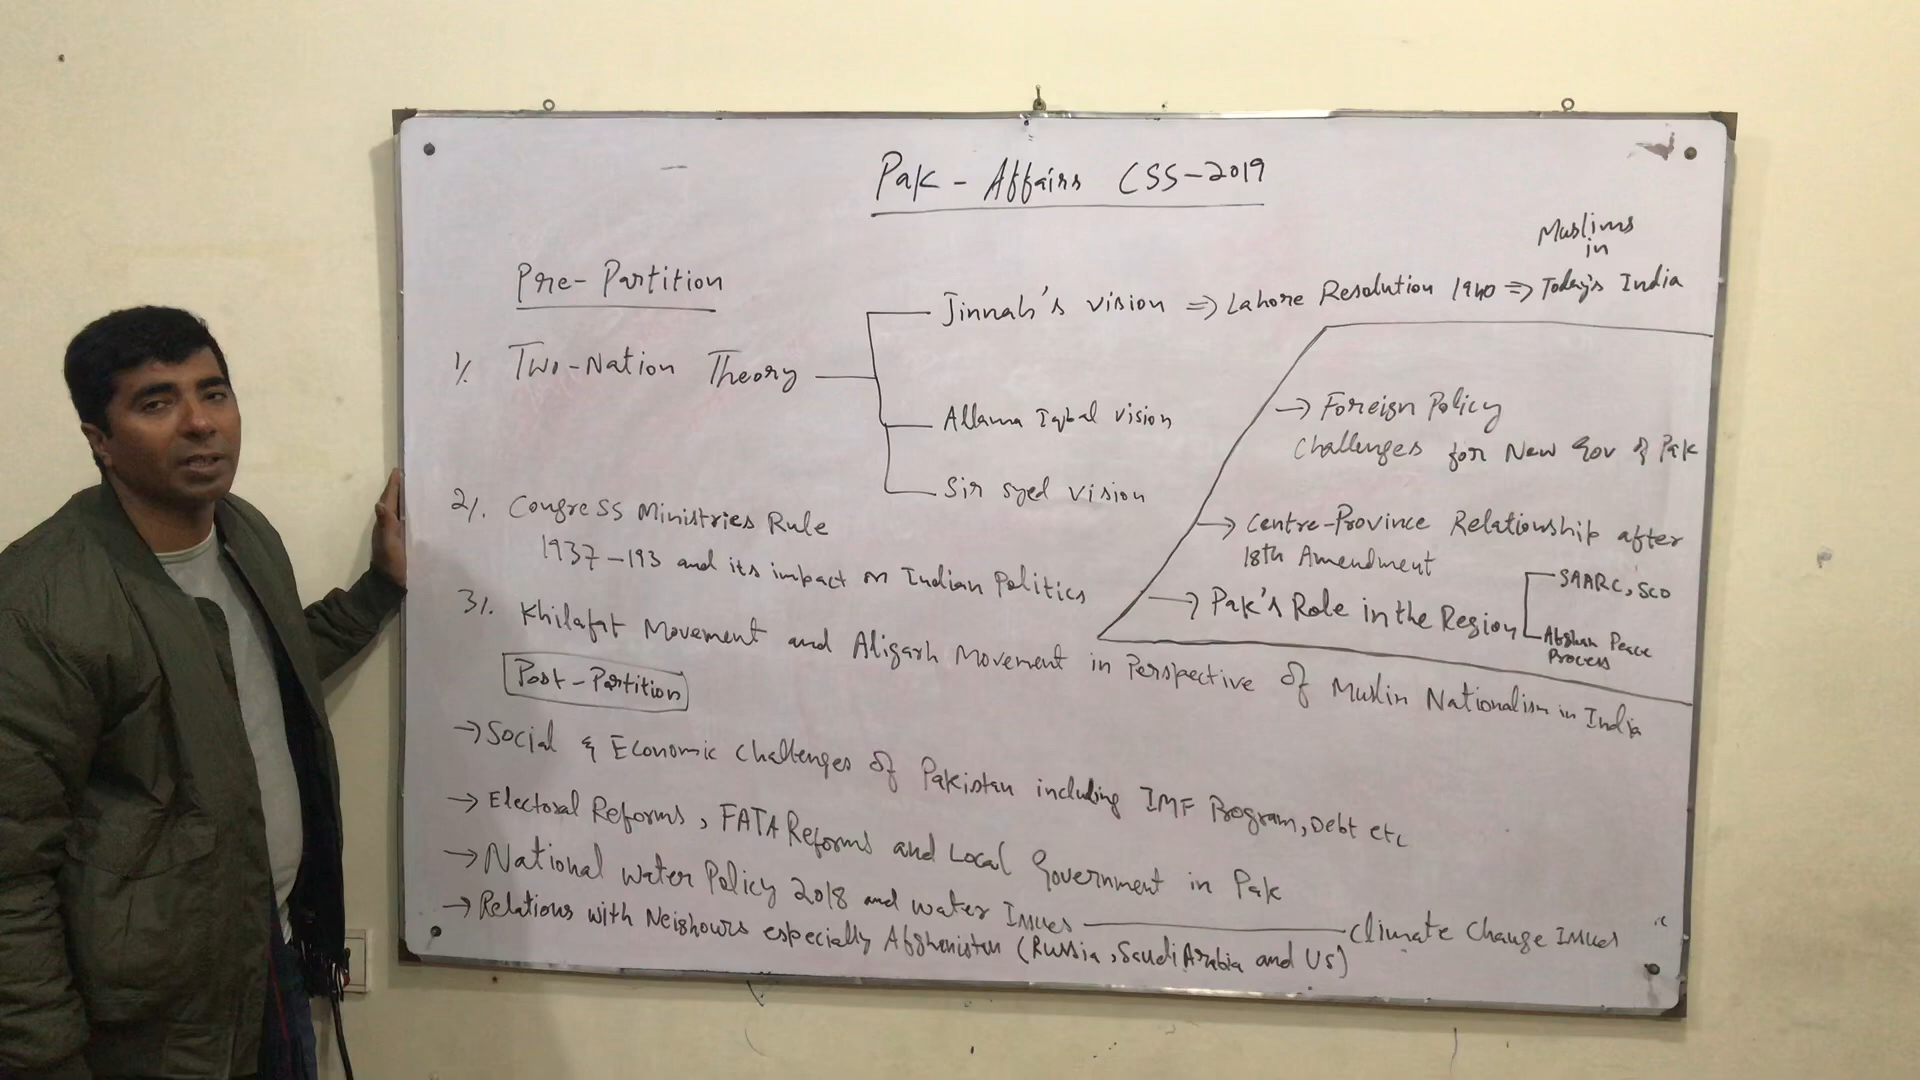 Pak - Affairs CSS-2019
Pre-Partition
1/. Two-Nation Theory
Jinnah's vision ⇒ Lahore Resolution 1940 ⇒ Today's India
Muslims
in
Allama Iqbal vision
Sir Syed vision
2/. Congress Ministries Rule
1937-193 and its impact on Indian Politics
3/. Khilafat Movement and Aligarh Movement in Perspective of Muslim Nationalism in India
→ Foreign Policy
Challenges for New Gov of Pak
→ Centre-Province Relationship after
18th Amendment
→ Pak's Role in the Region
SAARC, SCO
Afghan Peace
Process
Post-Partition
→ Social & Economic Challenges of Pakistan including IMF Program, Debt etc
→ Electoral Reforms, FATA Reforms and Local Government in Pak
→ National Water Policy 2018 and water Issues
Climate Change Issues
→ Relations with Neighours especially Afghanistan (Russia, Saudi Arabia and US)